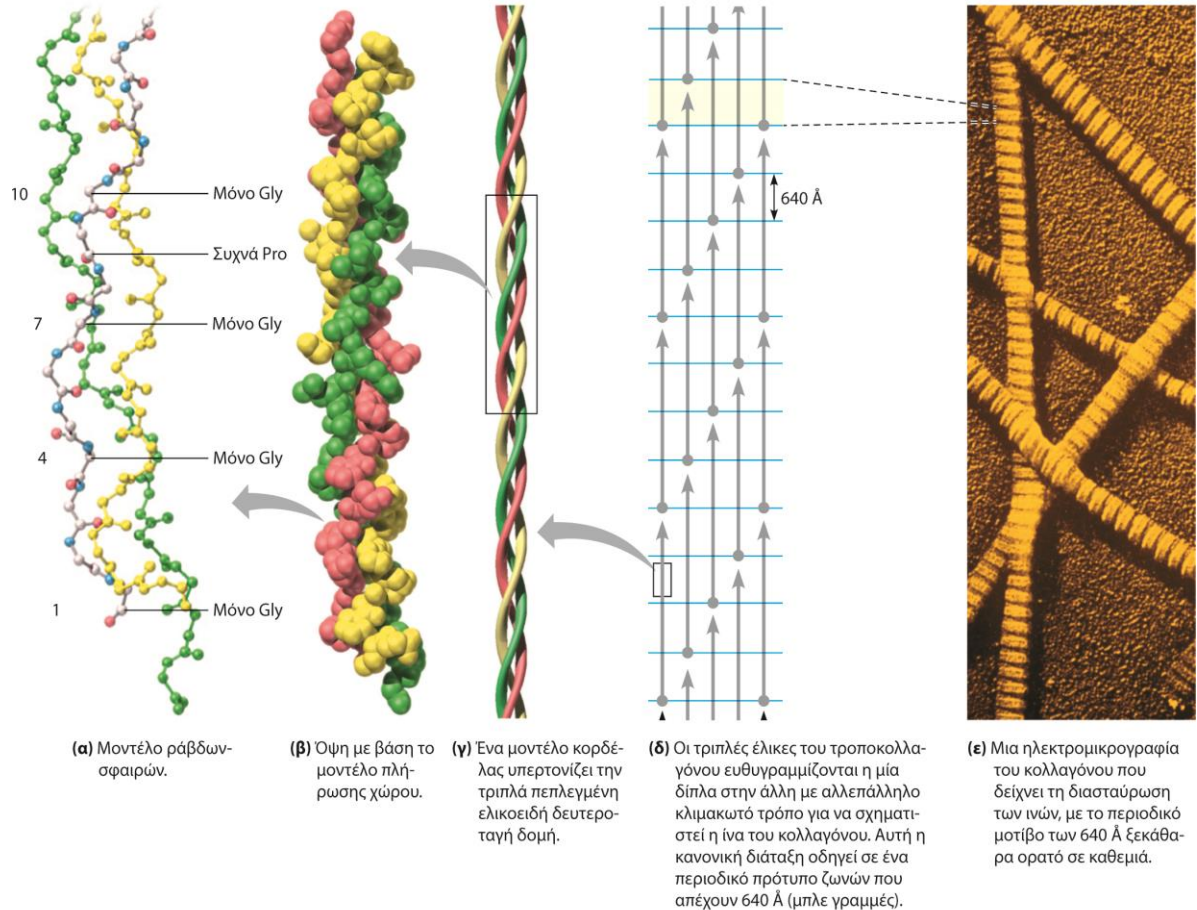 10
Μόνο Gly
Συχνά Pro
7
Μόνο Gly
4
Μόνο Gly
1
Μόνο Gly
640 Å
(α) Μοντέλο ράβδων-
σφαιρών.
(β) Όψη με βάση το
μοντέλο πλή-
ρωσης χώρου.
(γ) Ένα μοντέλο κορδέ-
λας υπερτονίζει την
τριπλά πεπλεγμένη
ελικοειδή δευτερο-
ταγή δομή.
(δ) Οι τριπλές έλικες του τροποκολλα-
γόνου ευθυγραμμίζονται η μία
δίπλα στην άλλη με αλλεπάλληλο
κλιμακωτό τρόπο για να σχηματι-
στεί η ίνα του κολλαγόνου. Αυτή η
κανονική διάταξη οδηγεί σε ένα
περιοδικό πρότυπο ζωνών που
απέχουν 640 Å (μπλε γραμμές).
(ε) Μια ηλεκτρομικρογραφία
του κολλαγόνου που
δείχνει τη διασταύρωση
των ινών, με το περιοδικό
μοτίβο των 640 Å ξεκάθα-
ρα ορατό σε καθεμιά.